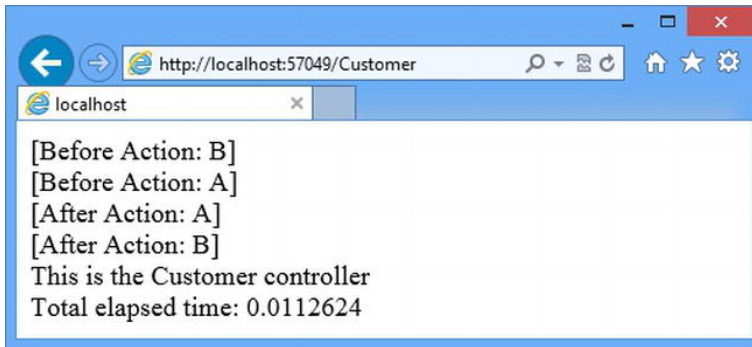 http://localhost:57049/Customer
localhost
[Before Action: B]
[Before Action: A]
[After Action: A]
[After Action: B]
This is the Customer controller
Total elapsed time: 0.0112624